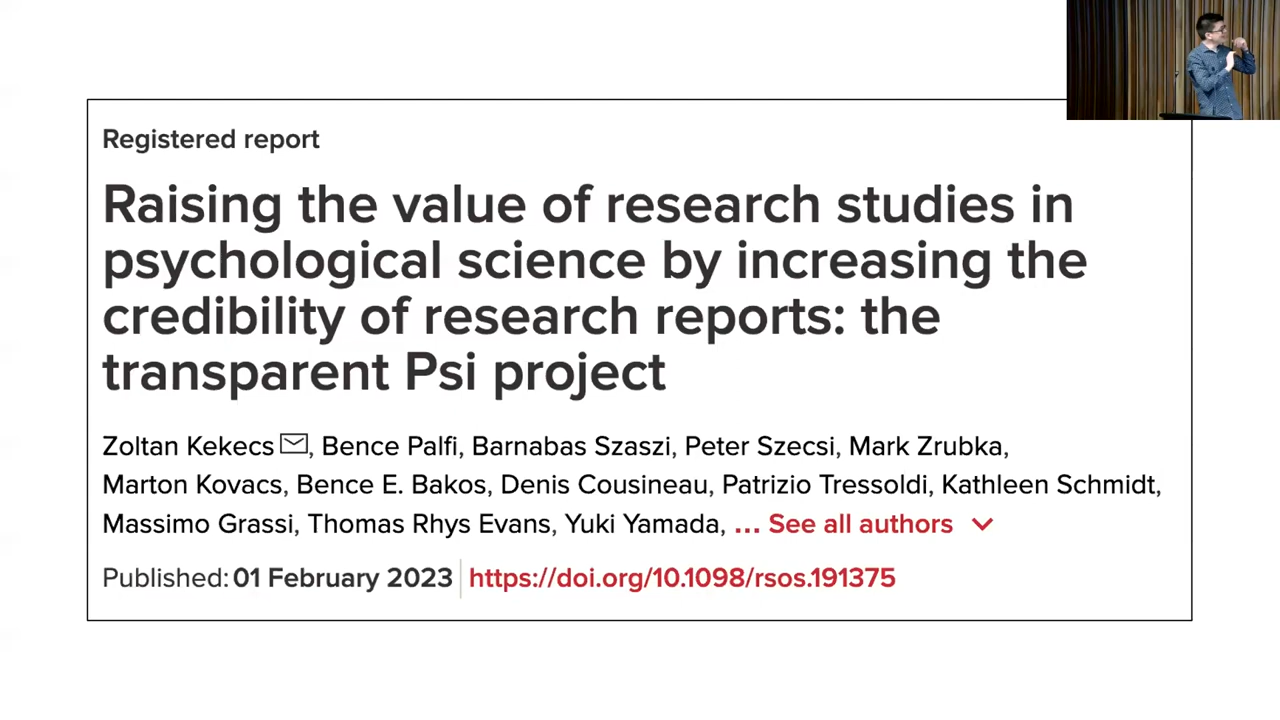 Registered report
Raising the value of research studies in
psychological science by increasing the
credibility of research reports: the
transparent Psi project
Zoltan Kekecs, Bence Palfi, Barnabas Szaszi, Peter Szecsi, Mark Zrubka,
Marton Kovacs, Bence E. Bakos, Denis Cousineau, Patrizio Tressoldi, Kathleen Schmidt,
Massimo Grassi, Thomas Rhys Evans, Yuki Yamada, ... See all authors
Published: 01 February 2023 https://doi.org/10.1098/rsos.191375